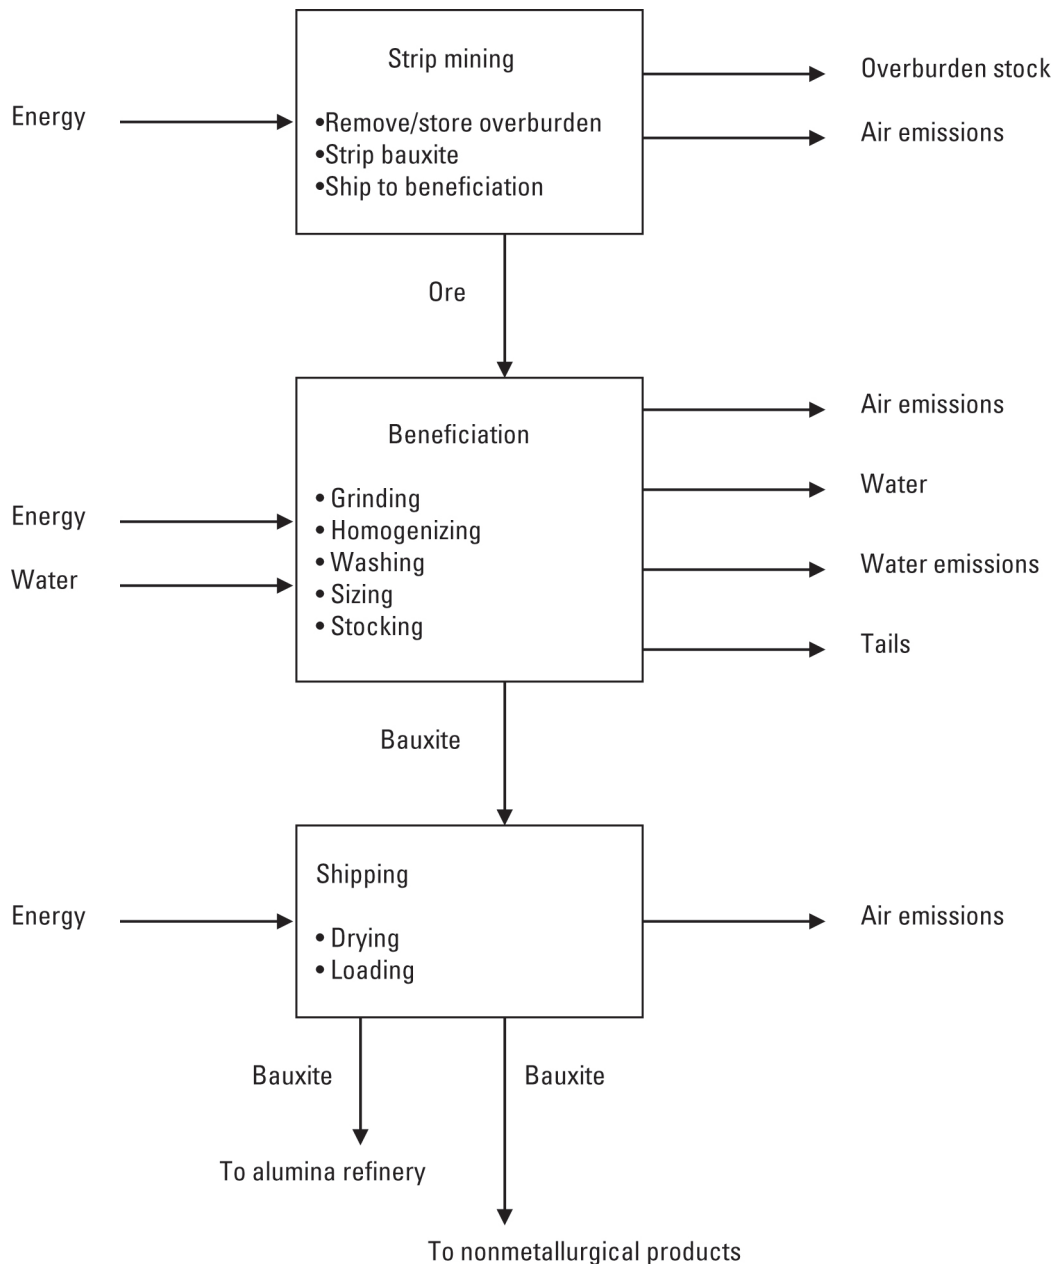 Strip mining
Overburden stock
Energy
•Remove/store overburden
Air emissions
•Strip bauxite
•Ship to beneficiation
Ore
Air emissions
Beneficiation
Water
• Grinding
Energy
• Homogenizing
• Washing
Water emissions
Water
• Sizing
• Stocking
Tails
Bauxite
Shipping
Energy
Air emissions
• Drying
• Loading
Bauxite
Bauxite
To alumina refinery
To nonmetallurgical products